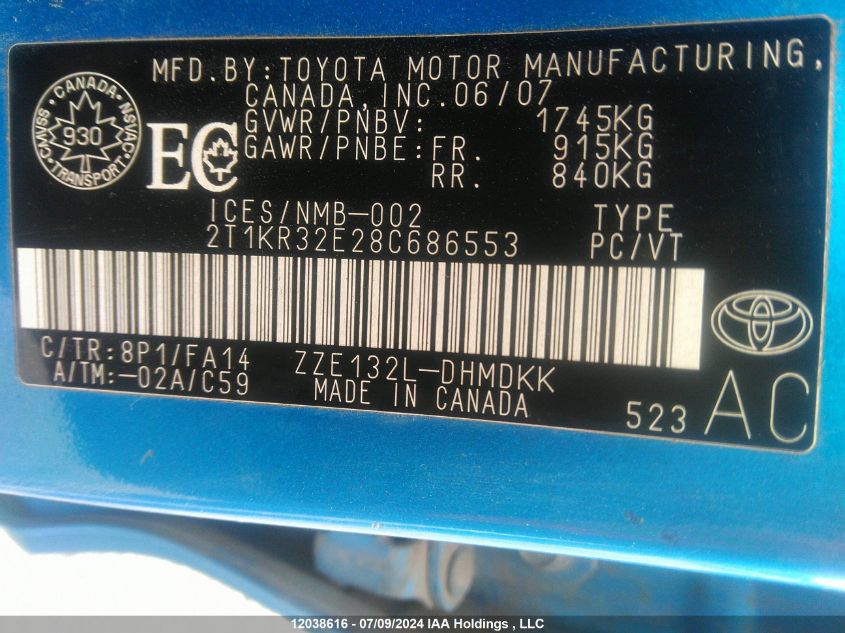 MFD.BY:TOYOTA MOTOR MANUFACTURING,
CANADA,INC.06/07
GVWR/PNBV: 1745KG
GAWR/PNBE:FR. 915KG
RR. 840KG
CANADA
CMVSS NSVAC
930
TRANSPORT
EC
ICES/NMB-002 TYPE
2T1KR32E28C686553 PC/VT
C/TR:8P1/FA14 ZZE132L-DHMDKK
A/TM:-02A/C59 MADE IN CANADA
523 AC
12038616 - 07/09/2024 IAA Holdings , LLC